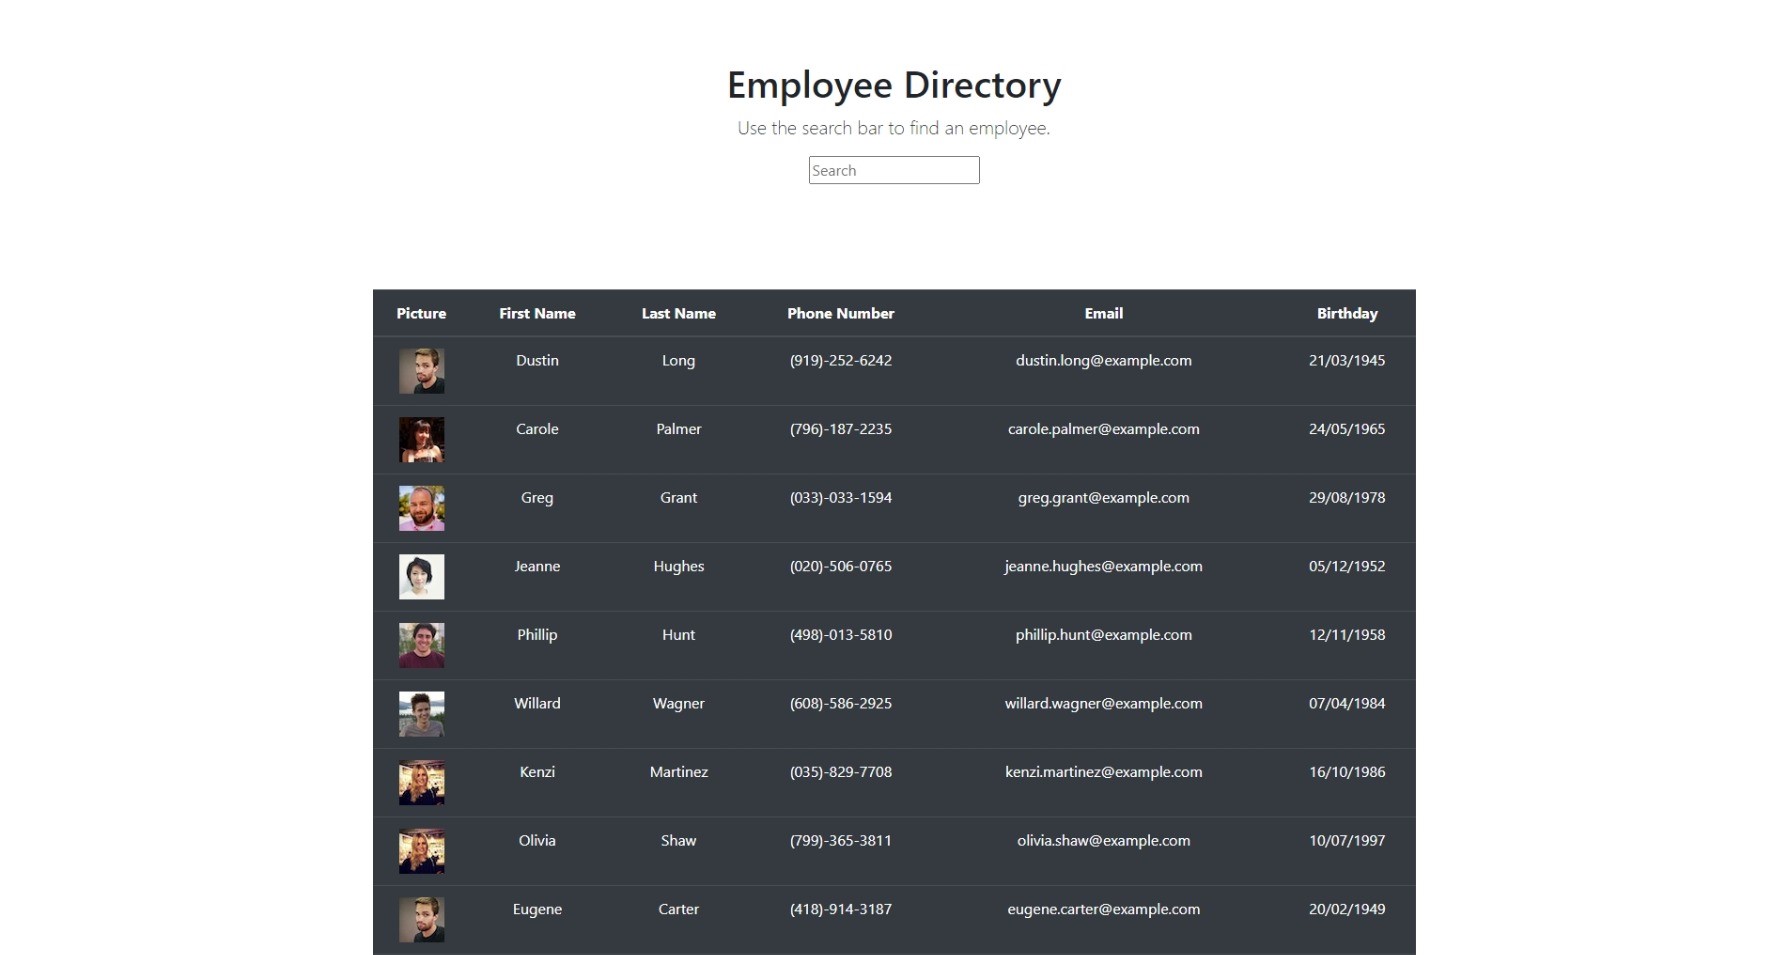 Employee Directory
Use the search bar to find an employee.
Search
Picture First Name Last Name Phone Number Email Birthday
Dustin Long (919)-252-6242 dustin.long@example.com 21/03/1945
Carole Palmer (796)-187-2235 carole.palmer@example.com 24/05/1965
Greg Grant (033)-033-1594 greg.grant@example.com 29/08/1978
Jeanne Hughes (020)-506-0765 jeanne.hughes@example.com 05/12/1952
Phillip Hunt (498)-013-5810 phillip.hunt@example.com 12/11/1958
Willard Wagner (608)-586-2925 willard.wagner@example.com 07/04/1984
Kenzi Martinez (035)-829-7708 kenzi.martinez@example.com 16/10/1986
Olivia Shaw (799)-365-3811 olivia.shaw@example.com 10/07/1997
Eugene Carter (418)-914-3187 eugene.carter@example.com 20/02/1949